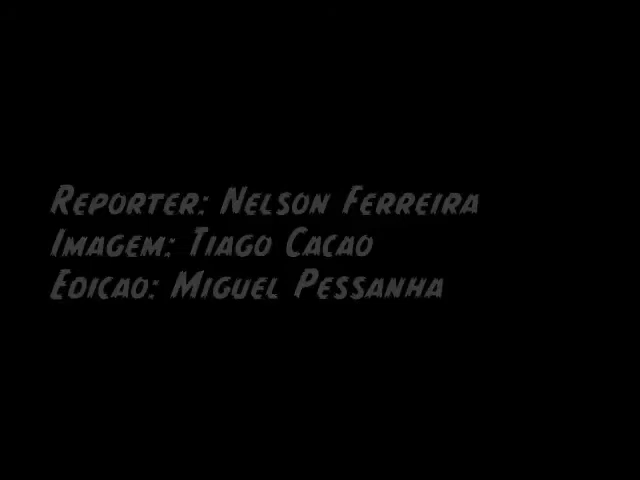 Reporter: Nelson Ferreira
Imagem: Tiago Cacao
Edicao: Miguel Pessanha